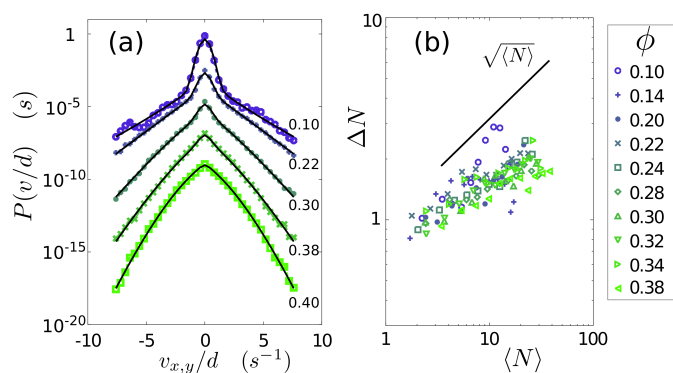 (a)
1
10^-5
10^-10
10^-15
10^-20
P(v/d) (s)
0.10
0.22
0.30
0.38
0.40
-10 -5 0 5 10
v_{x,y}/d (s^{-1})
(b)
√⟨N⟩
10
1
ΔN
1 10 100
⟨N⟩
ϕ
0.10
0.14
0.20
0.22
0.24
0.28
0.30
0.32
0.34
0.38